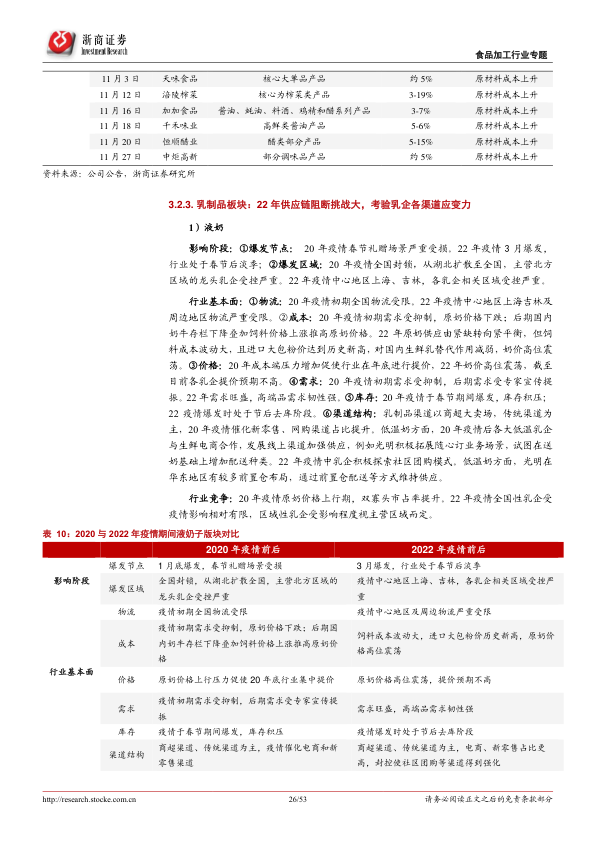 浙商证券
Investment Research
食品加工行业专题
11 月 3 日 天味食品 核心大单品产品 约 5% 原材料成本上升
11 月 12 日 涪陵榨菜 核心为榨菜类产品 3-19% 原材料成本上升
11 月 16 日 加加食品 酱油、蚝油、料酒、鸡精和醋系列产品 3-7% 原材料成本上升
11 月 18 日 千禾味业 高鲜类酱油产品 5-6% 原材料成本上升
11 月 20 日 恒顺醋业 醋类部分产品 5-15% 原材料成本上升
11 月 27 日 中炬高新 部分调味品产品 约 5% 原材料成本上升
资料来源：公司公告，浙商证券研究所
3.2.3. 乳制品板块：22 年供应链阻断挑战大，考验乳企各渠道应变力
1）液奶
影响阶段：①爆发节点： 20 年疫情春节礼赠场景严重受损。22 年疫情 3 月爆发，
行业处于春节后淡季；②爆发区域：20 年疫情全国封锁，从湖北扩散至全国，主营北方
区域的龙头乳企受控严重。22 年疫情中心地区上海、吉林，各乳企相关区域受控严重。
行业基本面：①物流：20 年疫情初期全国物流受限。22 年疫情中心地区上海吉林及
周边地区物流严重受限。②成本：20 年疫情初期需求受抑制，原奶价格下跌；后期国内
奶牛存栏下降叠加饲料价格上涨推高原奶价格。22 年原奶供应由紧缺转向紧平衡，但饲
料成本波动大，且进口大包粉价达到历史新高，对国内生鲜乳替代作用减弱，奶价高位震
荡。③价格：20 年成本端压力增加促使行业在年底进行提价，22 年奶价高位震荡，截至
目前各乳企提价预期不高。④需求：20 年疫情初期需求受抑制，后期需求受专家宣传提
振。22 年需求旺盛，高端品需求韧性强。⑤库存：20 年疫情于春节期间爆发，库存积压；
22 疫情爆发时处于节后去库阶段。⑥渠道结构：乳制品渠道以商超大卖场，传统渠道为
主，20 年疫情催化新零售，网购渠道占比提升。低温奶方面，20 年疫情后各大低温乳企
与生鲜电商合作，发展线上渠道加强供应，例如光明积极拓展随心订业务场景，试图在送
奶基础上增加配送种类。22 年疫情中乳企积极探索社区团购模式。低温奶方面，光明在
华东地区有较多前置仓布局，通过前置仓配送等方式维持供应。
行业竞争：20 年疫情原奶价格上行期，双寡头市占率提升。22 年疫情全国性乳企受
疫情影响相对有限，区域性乳企受影响程度视主营区域而定。
表 10：2020 与 2022 年疫情期间液奶子版块对比
2020 年疫情前后 2022 年疫情前后
影响阶段 爆发节点 1 月底爆发，春节礼赠场景受损 3 月爆发，行业处于春节后淡季
爆发区域 全国封锁，从湖北扩散全国，主营北方区域的
龙头乳企受控严重 疫情中心地区上海、吉林，各乳企相关区域受控严
重
行业基本面 物流 疫情初期全国物流受限 疫情中心地区及周边物流严重受限
成本 疫情初期需求受抑制，原奶价格下跌；后期国
内奶牛存栏下降叠加饲料价格上涨推高原奶价
格 饲料成本波动大，进口大包粉价历史新高，原奶价
格高位震荡
价格 原奶价格上行压力促使 20 年底行业集中提价 原奶价格高位震荡，提价预期不高
需求 疫情初期需求受抑制，后期需求受专家宣传提
振 需求旺盛，高端品需求韧性强
库存 疫情于春节期间爆发，库存积压 疫情爆发时处于节后去库阶段
渠道结构 商超渠道、传统渠道为主，疫情催化电商和新
零售渠道 商超渠道、传统渠道为主，电商、新零售占比更
高，封控使社区团购等渠道得到强化
http://research.stocke.com.cn 26/53 请务必阅读正文之后的免责条款部分